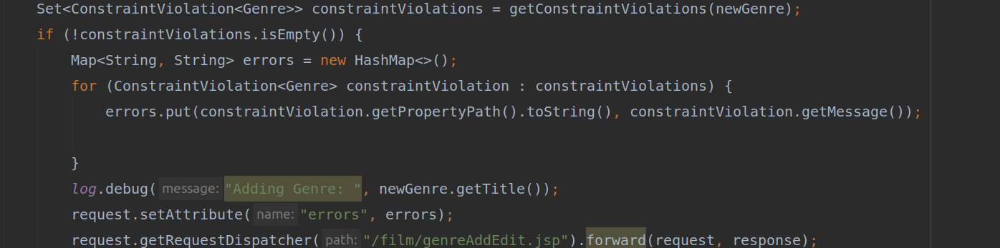 Set<ConstraintViolation<Genre>> constraintViolations = getConstraintViolations(newGenre);
if (!constraintViolations.isEmpty()) {
Map<String, String> errors = new HashMap<>();
for (ConstraintViolation<Genre> constraintViolation : constraintViolations) {
errors.put(constraintViolation.getPropertyPath().toString(), constraintViolation.getMessage());
}
log.debug( message: "Adding Genre: ", newGenre.getTitle());
request.setAttribute( name: "errors", errors);
request.getRequestDispatcher( path: "/film/genreAddEdit.jsp").forward(request, response);